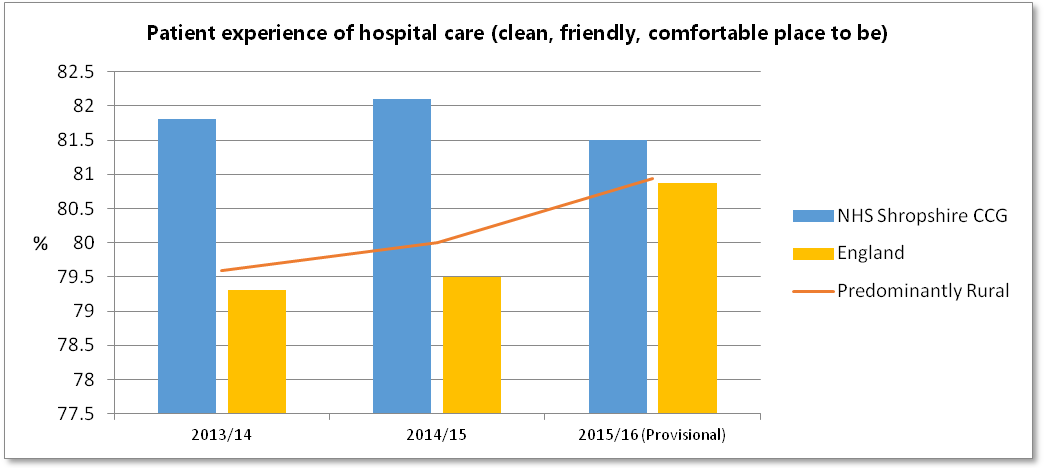 Patient experience of hospital care (clean, friendly, comfortable place to be)
82.5
82
81.5
81
80.5
80
79.5
79
78.5
78
77.5
%
2013/14
2014/15
2015/16 (Provisional)
NHS Shropshire CCG
England
Predominantly Rural